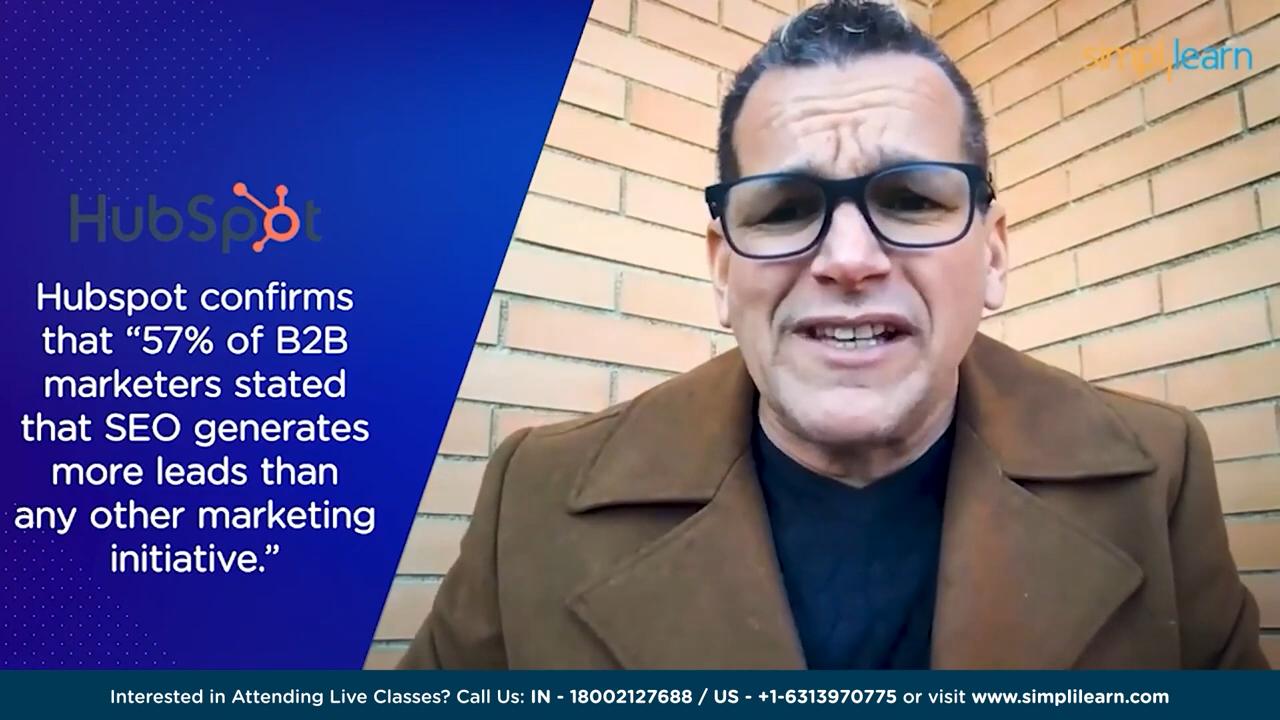 simplilearn
HubSpot
Hubspot confirms
that “57% of B2B
marketers stated
that SEO generates
more leads than
any other marketing
initiative.”
Interested in Attending Live Classes? Call Us: IN - 18002127688 / US - +1-6313970775 or visit www.simplilearn.com